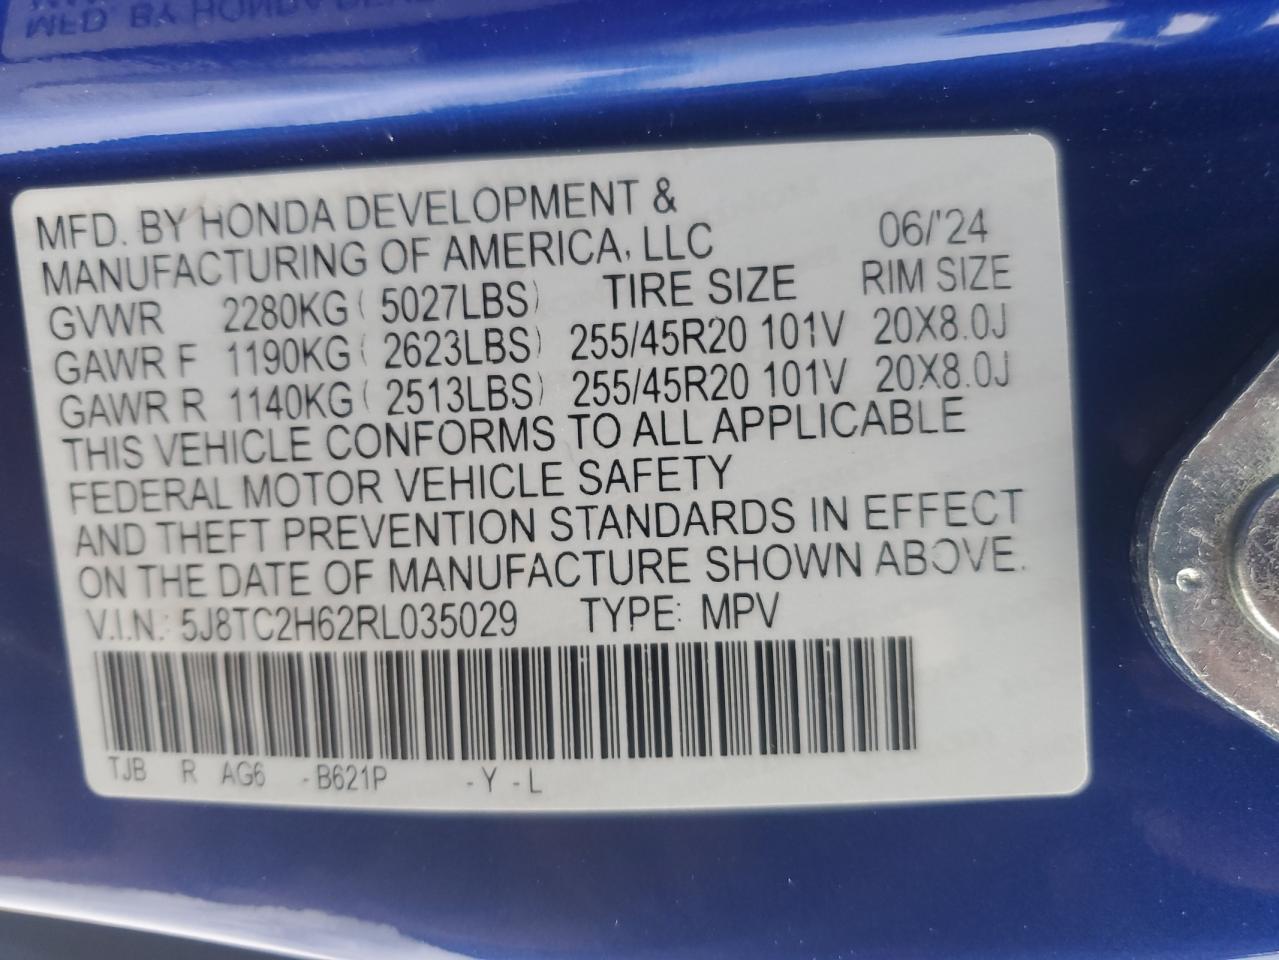 MFD. BY HONDA DEVELOPMENT &
MANUFACTURING OF AMERICA, LLC 06/'24
GVWR 2280KG ( 5027LBS) TIRE SIZE RIM SIZE
GAWR F 1190KG ( 2623LBS) 255/45R20 101V 20X8.0J
GAWR R 1140KG ( 2513LBS) 255/45R20 101V 20X8.0J
THIS VEHICLE CONFORMS TO ALL APPLICABLE
FEDERAL MOTOR VEHICLE SAFETY
AND THEFT PREVENTION STANDARDS IN EFFECT
ON THE DATE OF MANUFACTURE SHOWN ABOVE.
V.I.N.: 5J8TC2H62RL035029 TYPE: MPV
TJB R AG6 -B621P -Y -L